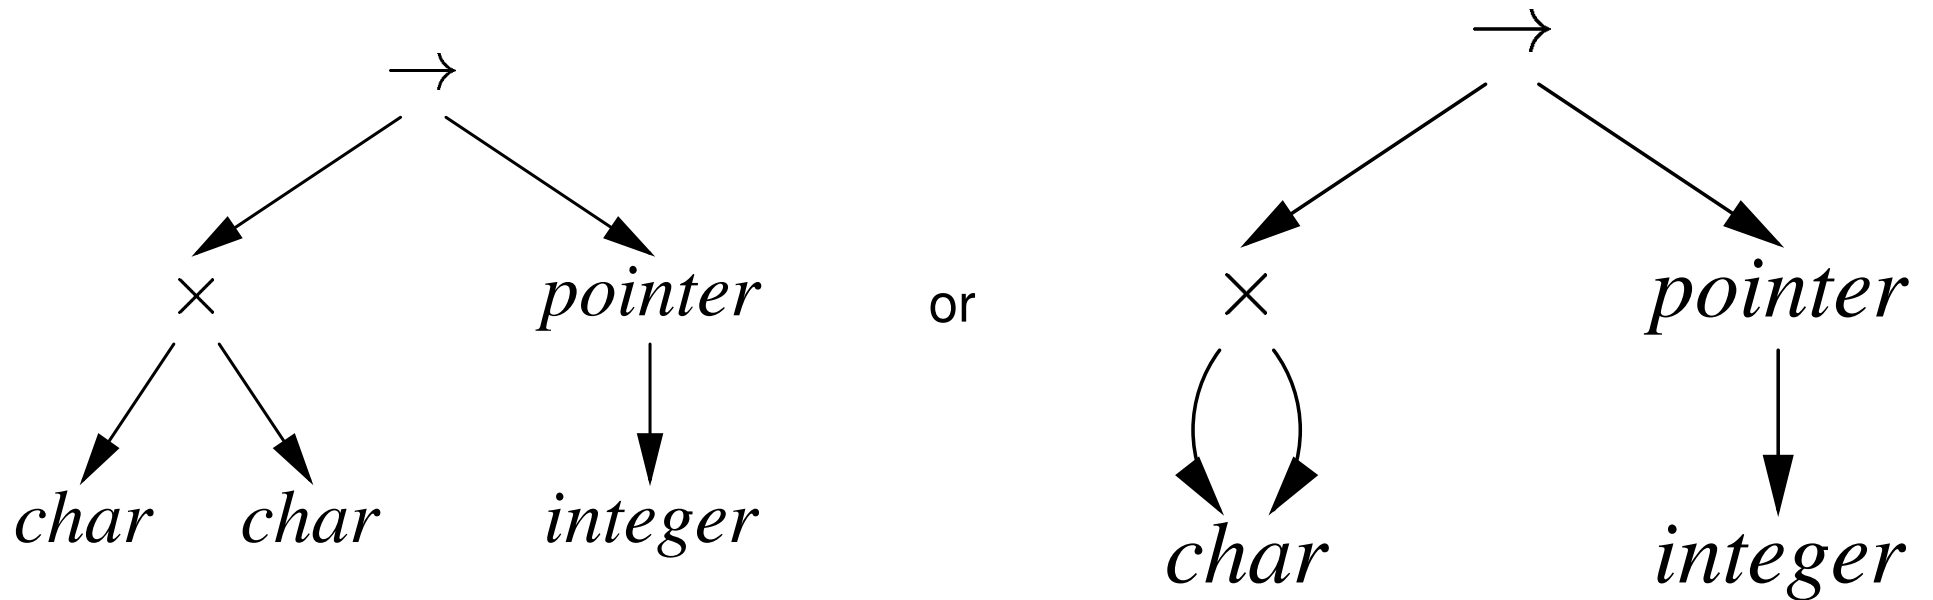 → →
× pointer or × pointer
char char integer char integer